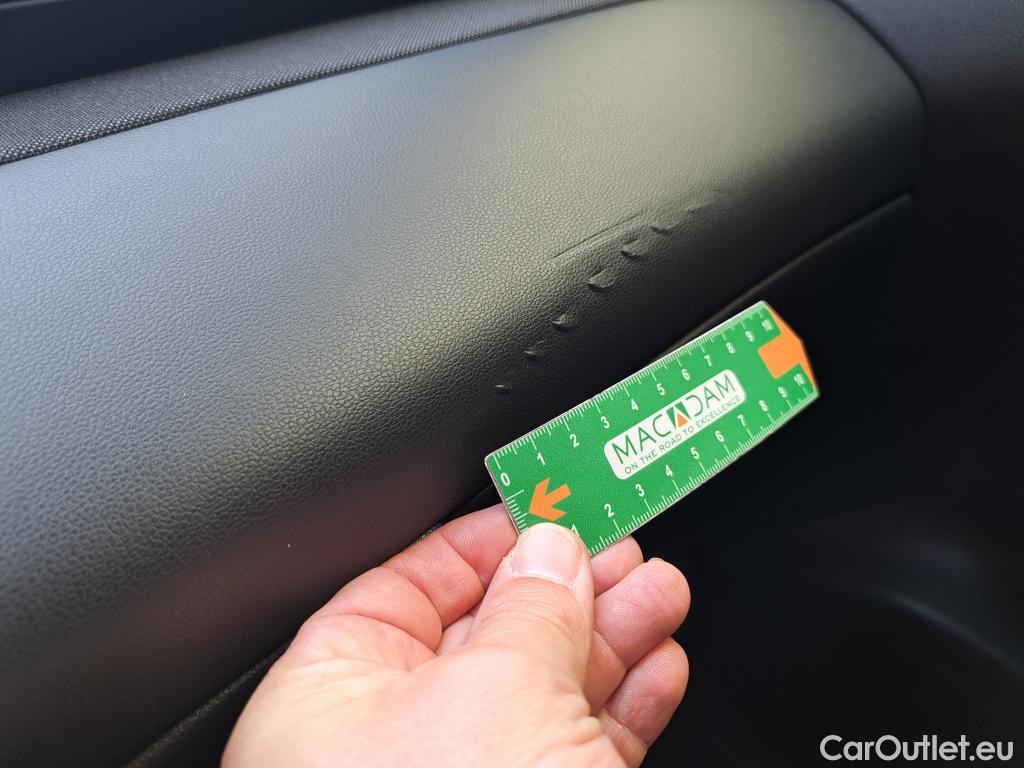 0 1 2 3 4 5 6 7 8 9 10
MACADAM
ON THE ROAD TO EXCELLENCE
1 2 3 4 5 6 7 8 9 10
CarOutlet.eu